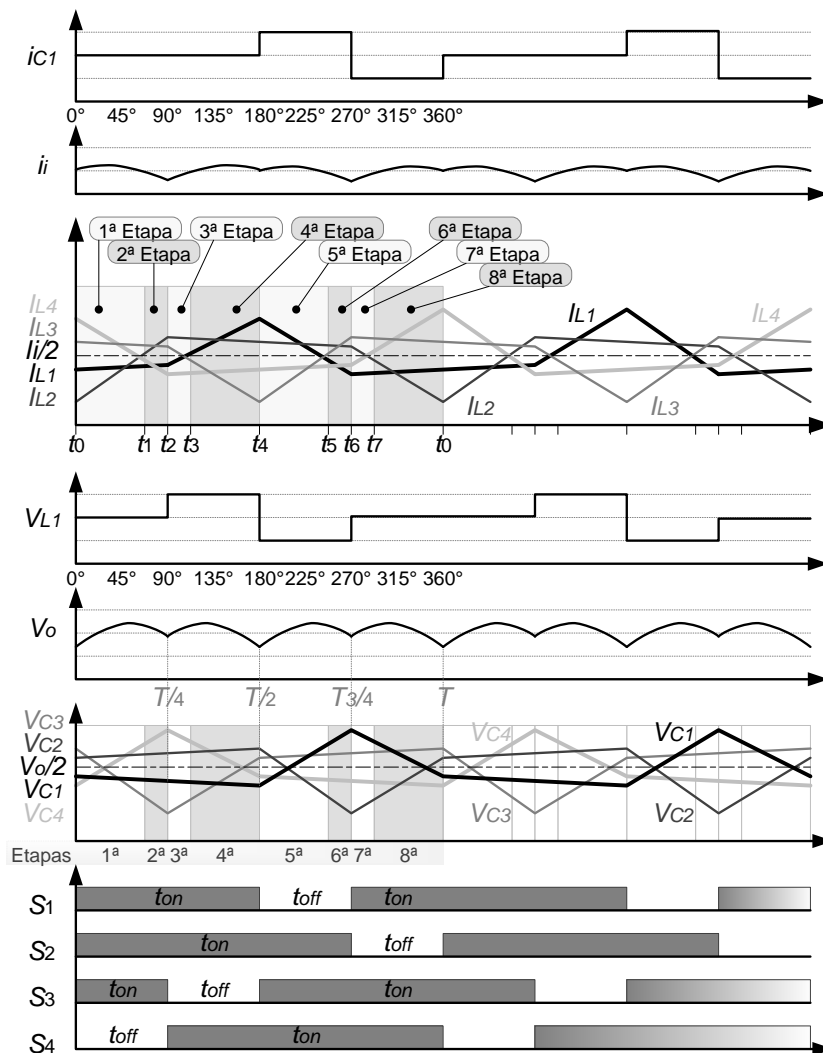 iC1
0° 45° 90° 135° 180° 225° 270° 315° 360°
ii
1ª Etapa 3ª Etapa 4ª Etapa 6ª Etapa
2ª Etapa 5ª Etapa 7ª Etapa
8ª Etapa
IL4 IL1 IL4
IL3
Ii/2
IL1
IL2 IL2 IL3
t0 t1 t2 t3 t4 t5 t6 t7 t0
VL1
0° 45° 90° 135° 180° 225° 270° 315° 360°
Vo
T/4 T/2 T3/4 T
VC3 VC4 VC1
VC2
Vo/2
VC1
VC4 VC3 VC2
Etapas 1ª 2ª 3ª 4ª 5ª 6ª 7ª 8ª
S1 ton toff ton
S2 ton toff
S3 ton toff ton
S4 toff ton